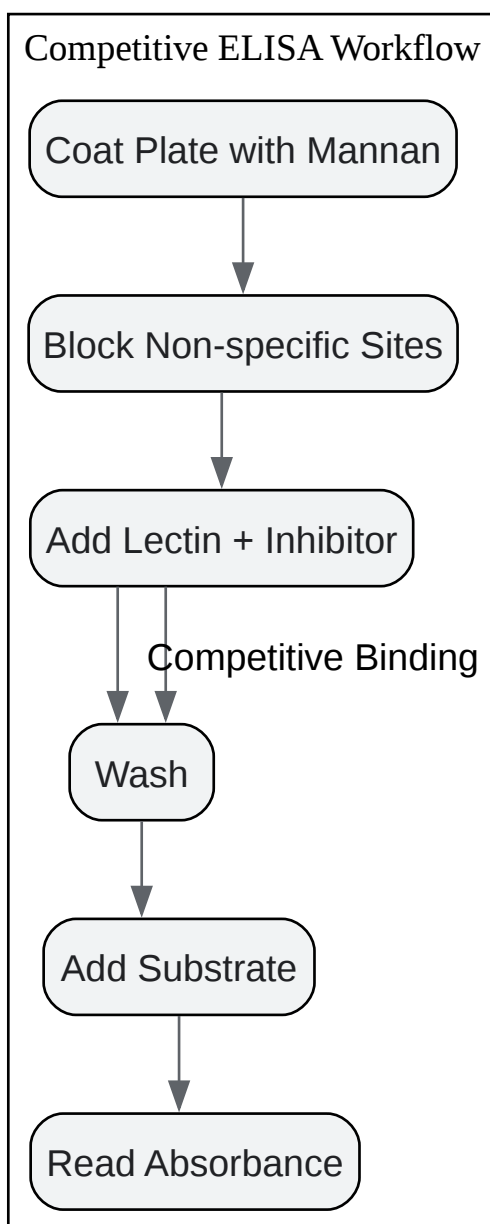 Competitive ELISA Workflow
Coat Plate with Mannan
Block Non-specific Sites
Add Lectin + Inhibitor
Competitive Binding
Wash
Add Substrate
Read Absorbance